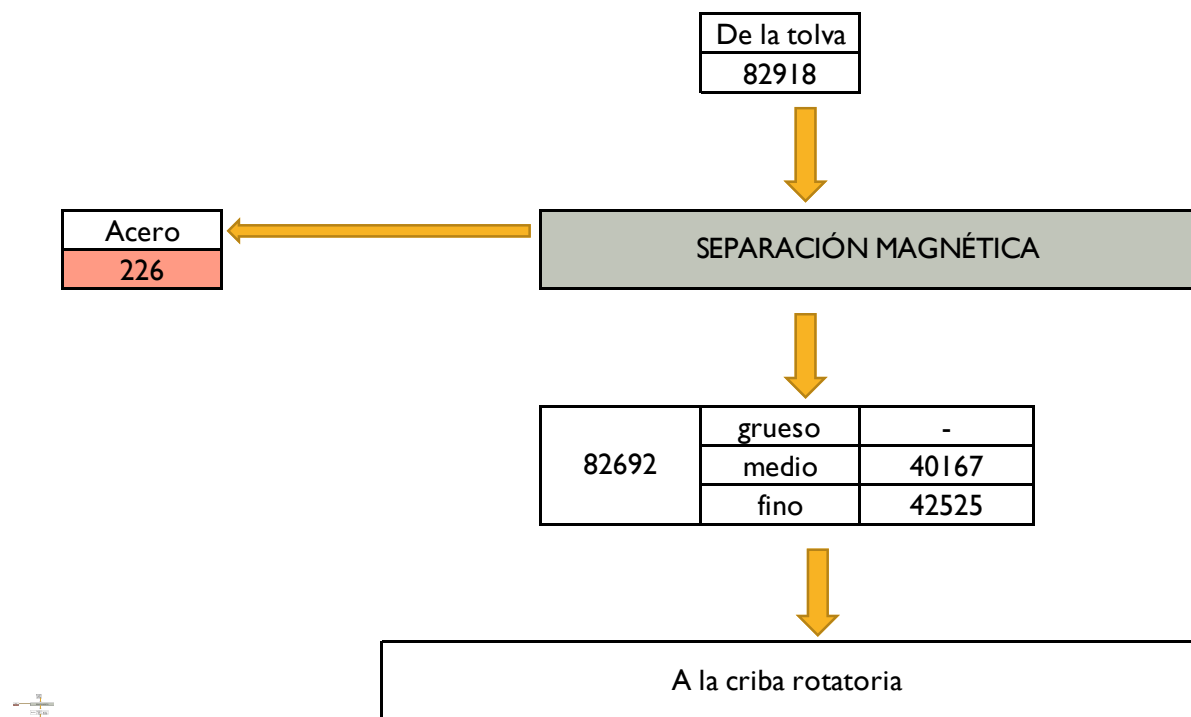 De la tolva
82918
Acero
226
SEPARACIÓN MAGNÉTICA
82692
grueso -
medio 40167
fino 42525
A la criba rotatoria